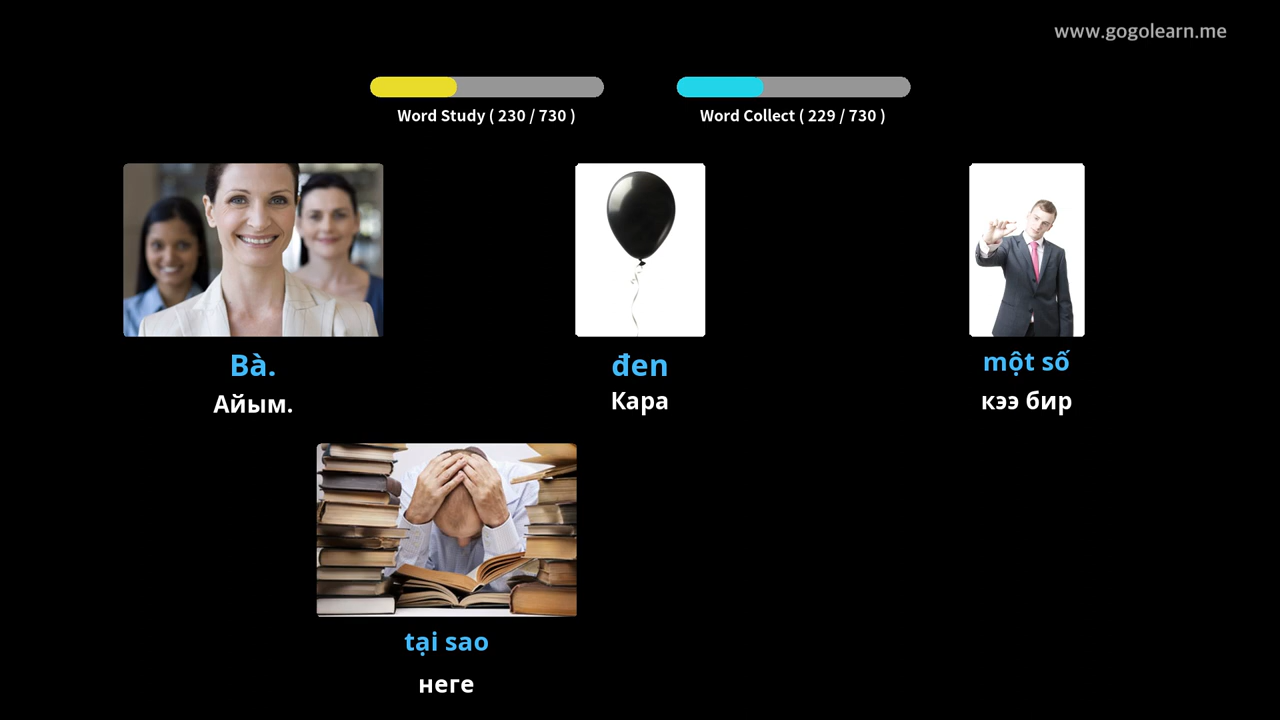 www.gogolearn.me
Word Study ( 230 / 730 )
Word Collect ( 229 / 730 )
Bà.
Айым.
đen
Кара
một số
кээ бир
tại sao
неге